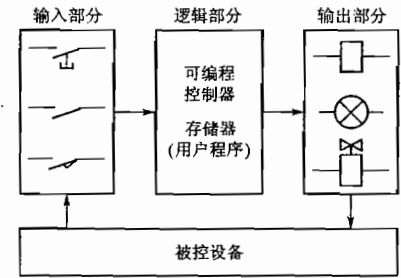 输入部分
逻辑部分
输出部分
可编程
控制器
存储器
(用户程序)
被控设备